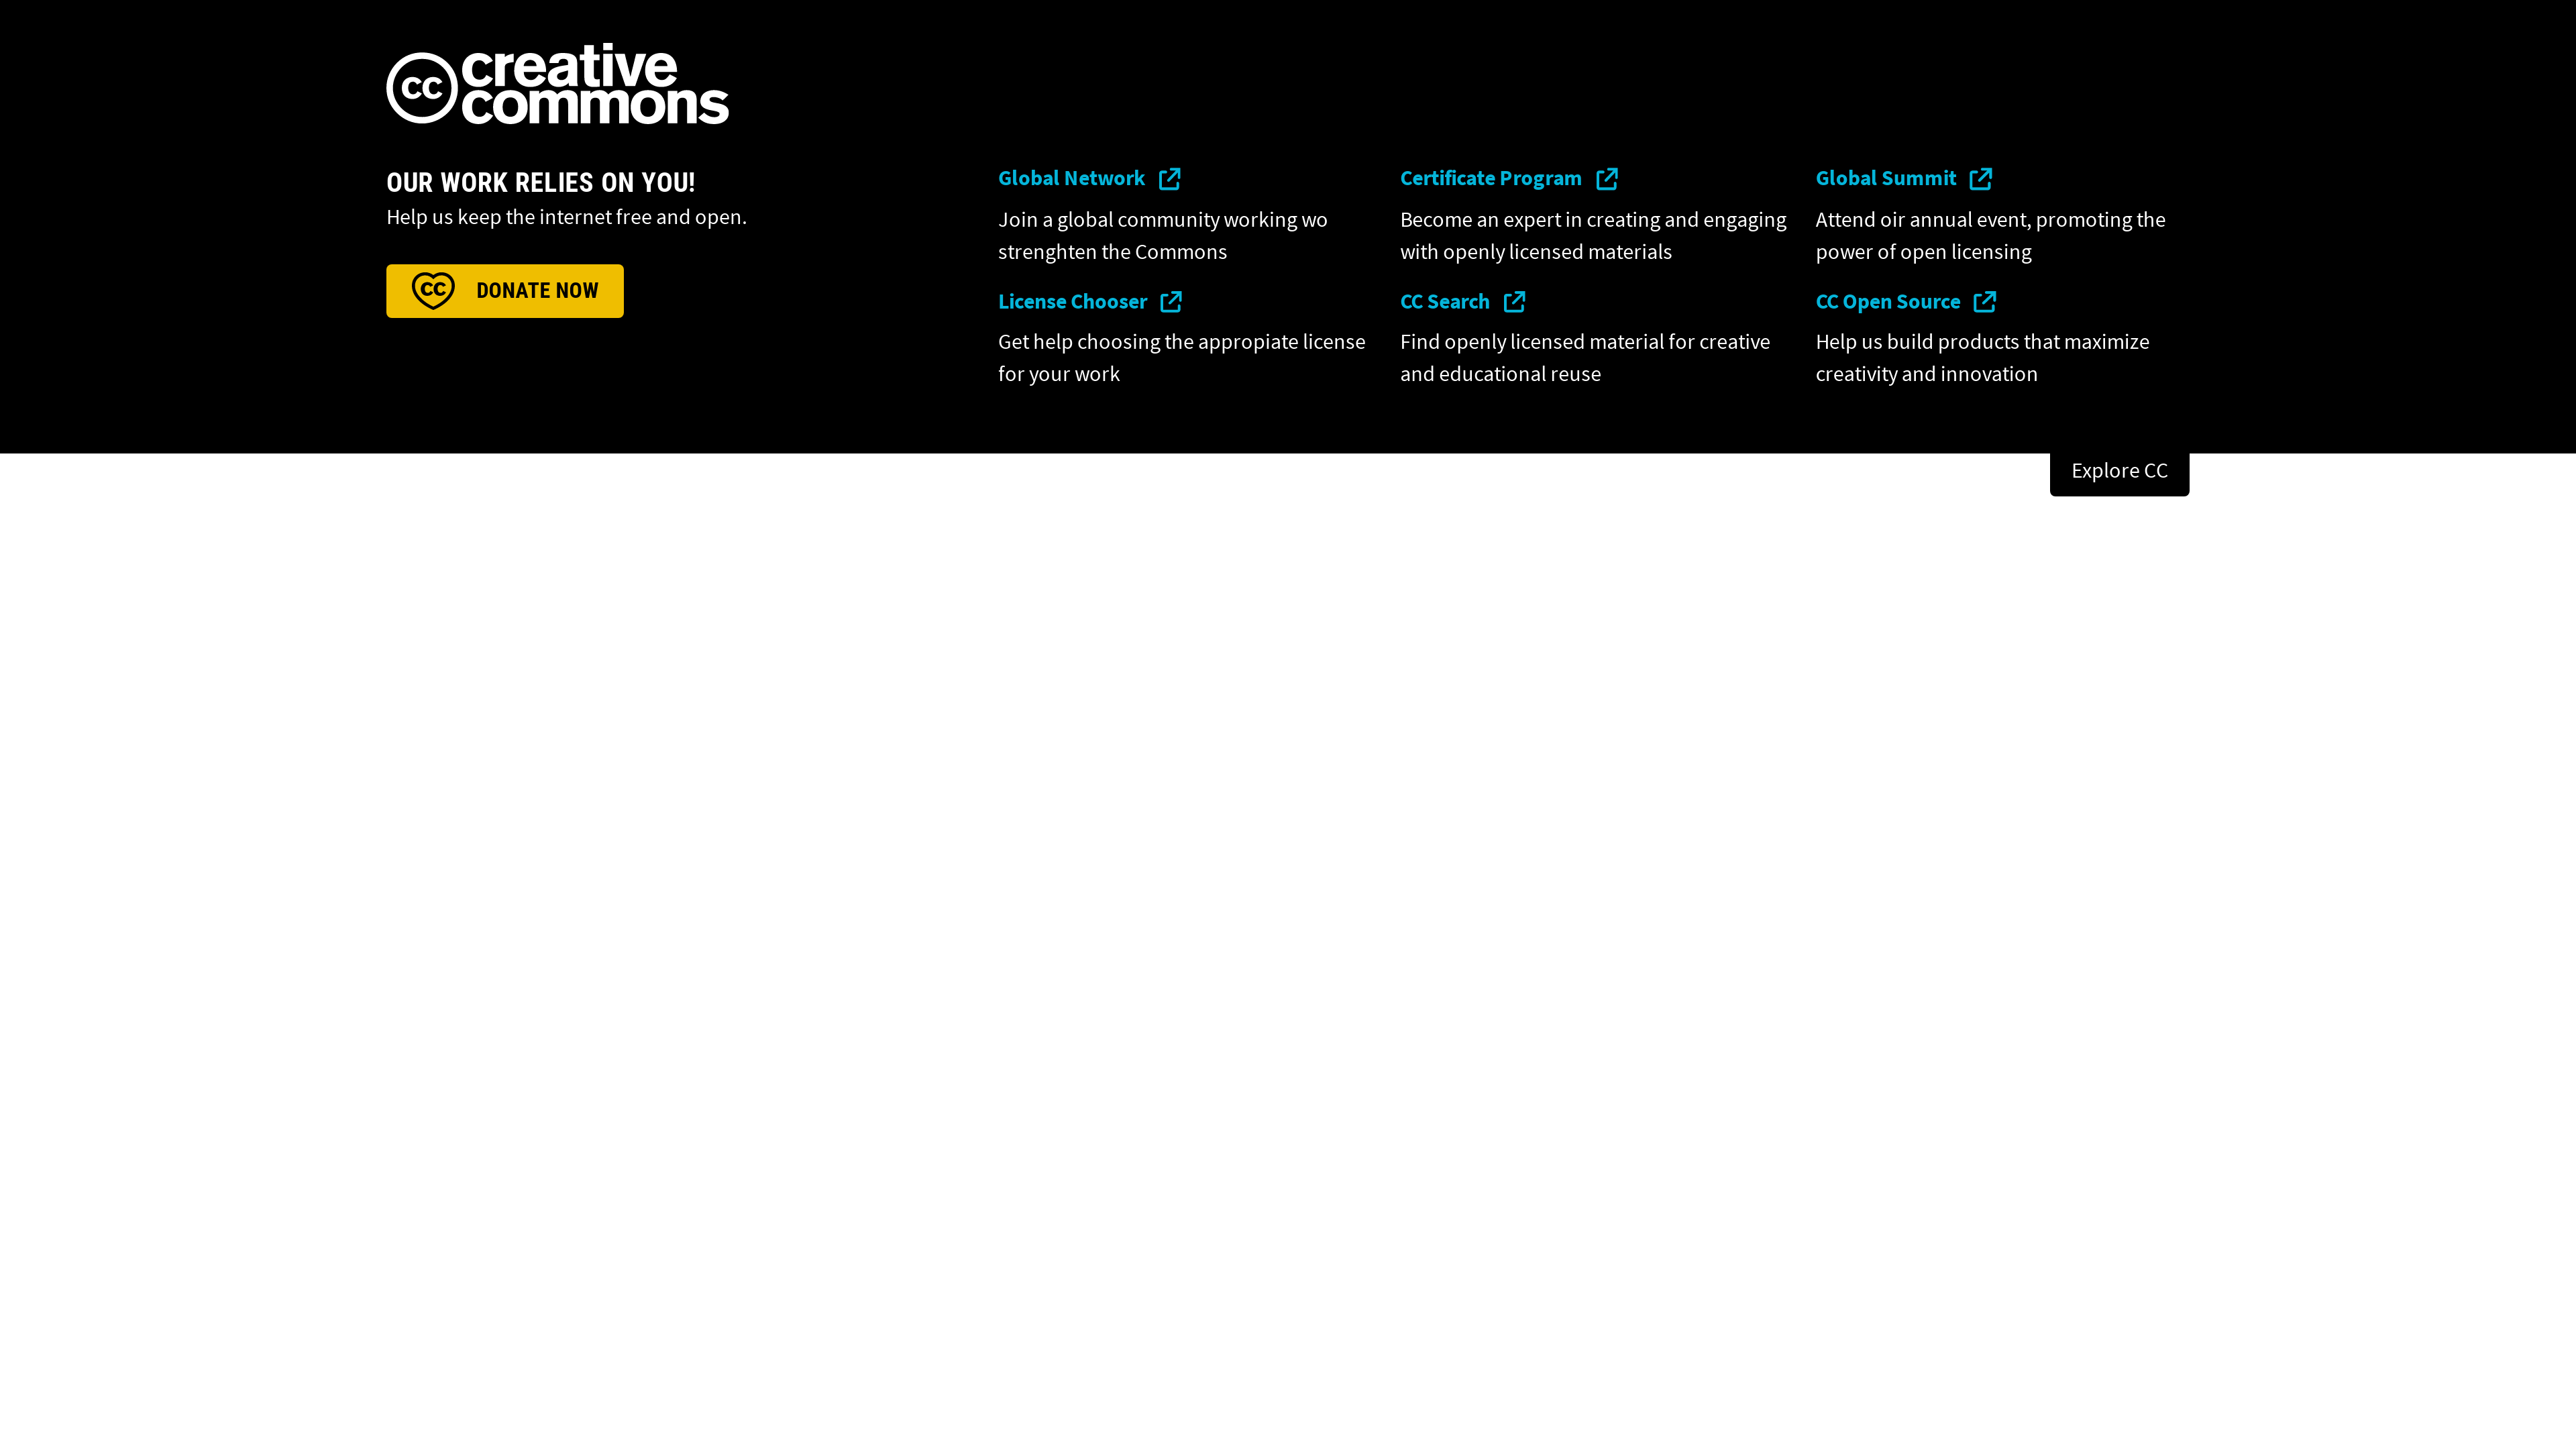 cc creative
commons
OUR WORK RELIES ON YOU!
Help us keep the internet free and open.
CC DONATE NOW
Global Network
Join a global community working wo
strenghten the Commons
Certificate Program
Become an expert in creating and engaging
with openly licensed materials
Global Summit
Attend oir annual event, promoting the
power of open licensing
License Chooser
Get help choosing the appropiate license
for your work
CC Search
Find openly licensed material for creative
and educational reuse
CC Open Source
Help us build products that maximize
creativity and innovation
Explore CC